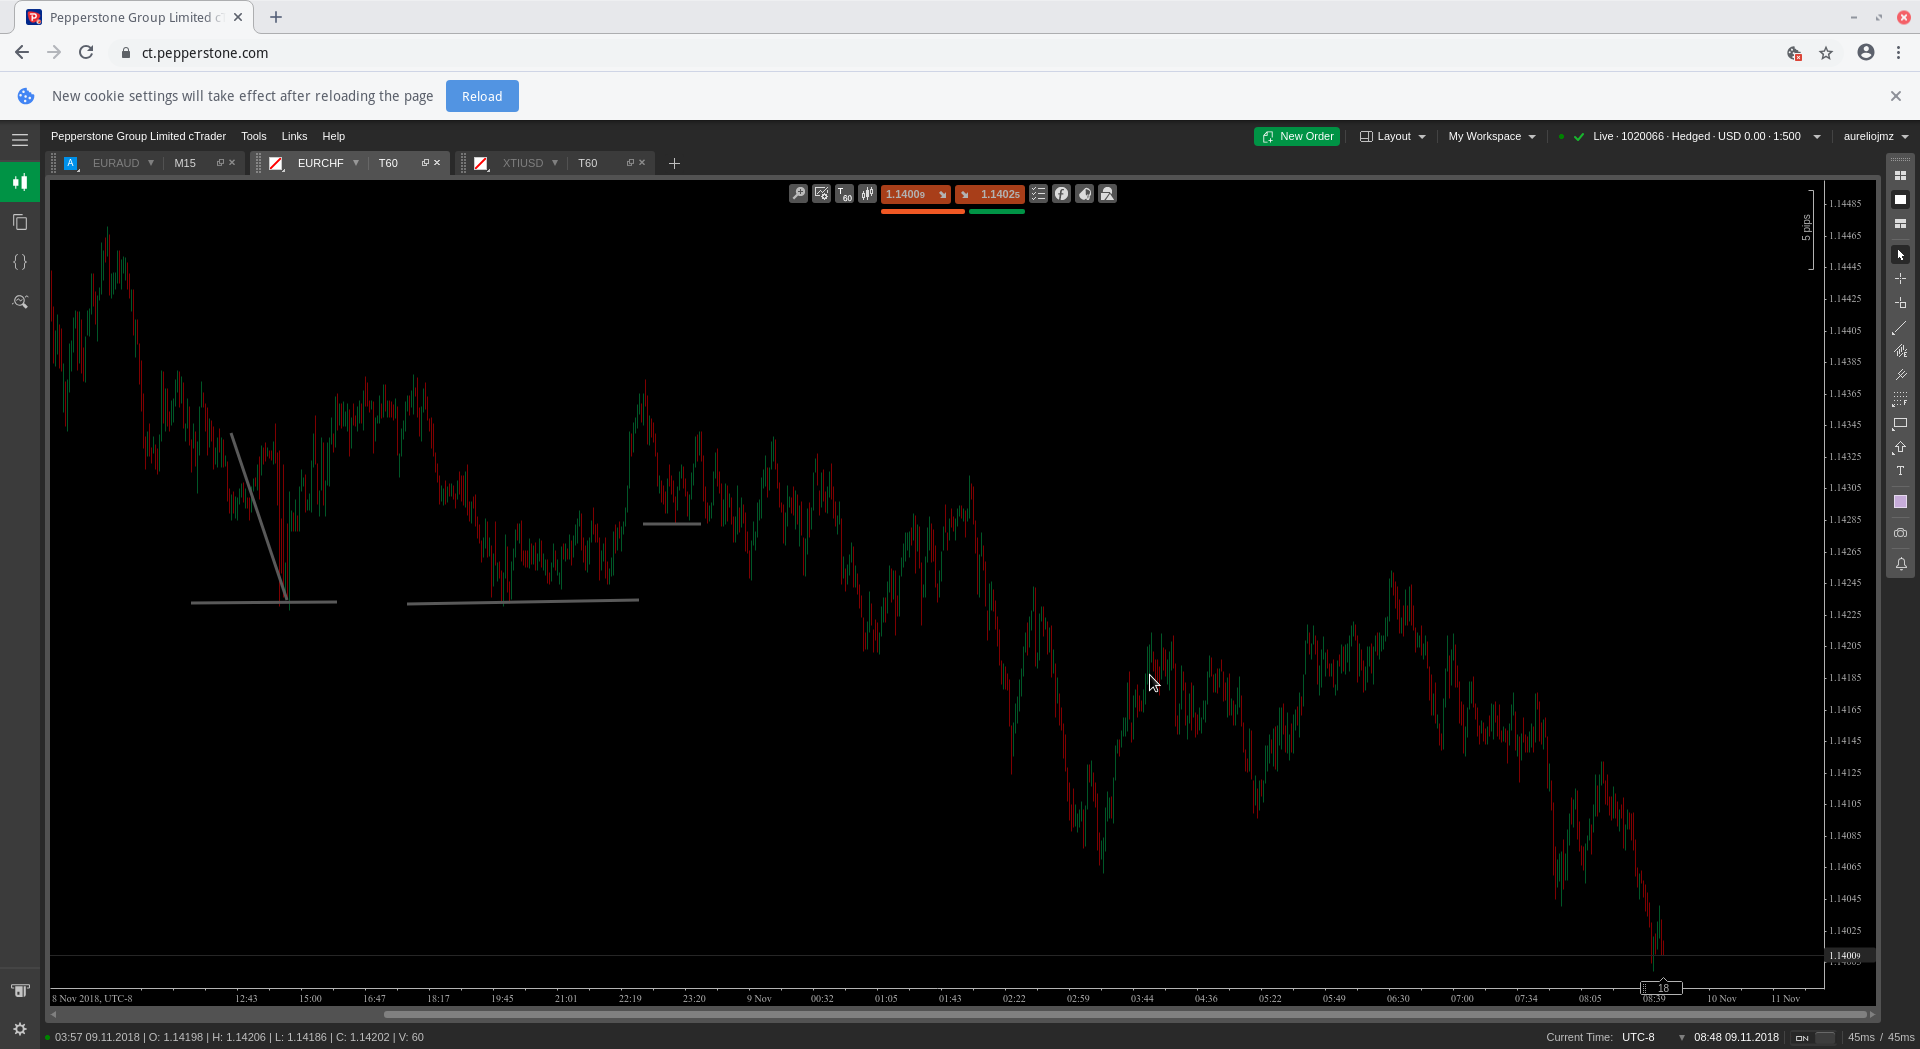 Pepperstone Group Limited c
ct.pepperstone.com
New cookie settings will take effect after reloading the page Reload
Pepperstone Group Limited cTrader Tools Links Help New Order Layout My Workspace Live · 1020066 · Hedged · USD 0.00 · 1:500 aureliojmz
A EURAUD M15 EURCHF T60 XTIUSD T60
T 60 1.14009 1.14025
5 pips
1.14485
1.14465
1.14445
1.14425
1.14405
1.14385
1.14365
1.14345
1.14325
1.14305
1.14285
1.14265
1.14245
1.14225
1.14205
1.14185
1.14165
1.14145
1.14125
1.14105
1.14085
1.14065
1.14045
1.14025
1.14009
18
8 Nov 2018, UTC-8 12:43 15:00 16:47 18:17 19:45 21:01 22:19 23:20 9 Nov 00:32 01:05 01:43 02:22 02:59 03:44 04:36 05:22 05:49 06:30 07:00 07:34 08:05 08:39 10 Nov 11 Nov
03:57 09.11.2018 | O: 1.14198 | H: 1.14206 | L: 1.14186 | C: 1.14202 | V: 60 Current Time: UTC-8 08:48 09.11.2018 ON 45ms / 45ms